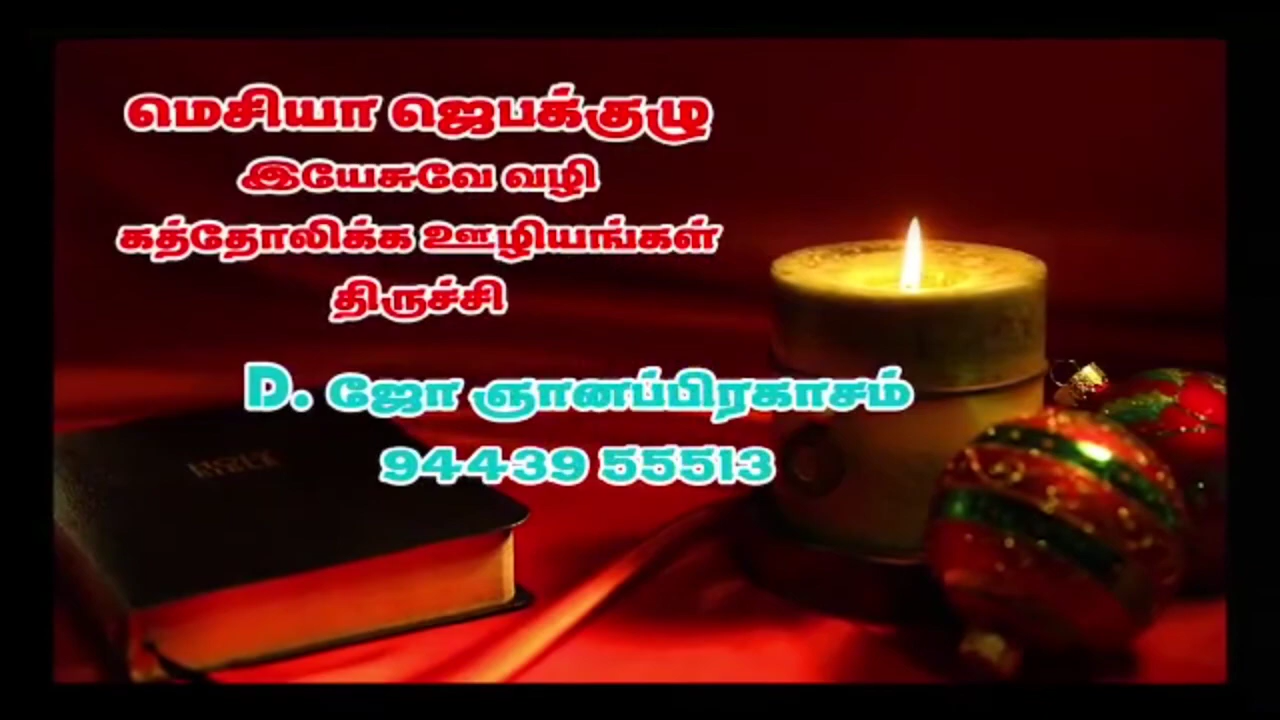 மெசியா ஜெபக்குழு
இயேசுவே வழி
கத்தோலிக்க ஊழியங்கள்
திருச்சி
D. ஜோ ஞானப்பிரகாசம்
94439 55513